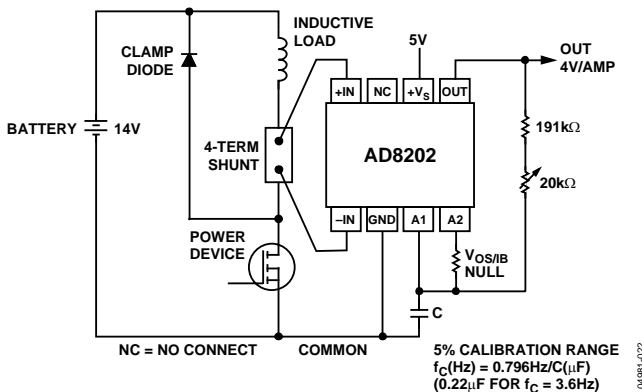 INDUCTIVE
LOAD
CLAMP
DIODE
5V
OUT
4V/AMP
+IN
NC
+VS
OUT
BATTERY
14V
4-TERM
SHUNT
AD8202
191kΩ
20kΩ
–IN
GND
A1
A2
POWER
DEVICE
VOS/IB
NULL
C
NC = NO CONNECT
COMMON
5% CALIBRATION RANGE
fC(Hz) = 0.796Hz/C(μF)
(0.22μF FOR fC = 3.6Hz)
01981-022